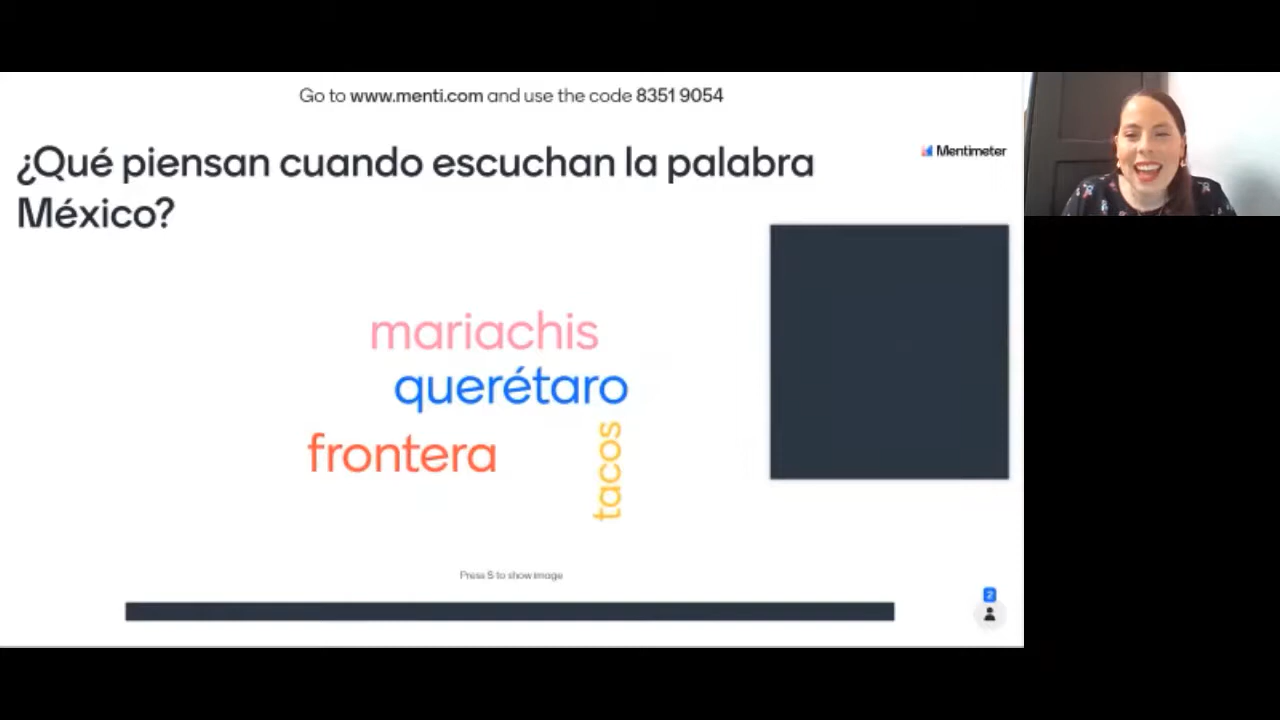 Go to www.menti.com and use the code 8351 9054
¿Qué piensan cuando escuchan la palabra
México?
Mentimeter
mariachis
querétaro
frontera
tacos
Press S to show image
2